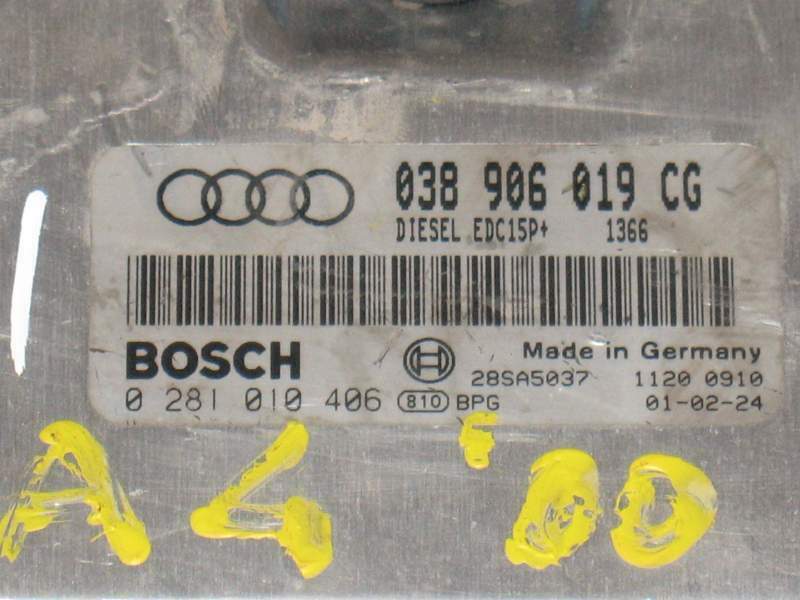 038 906 019 CG
DIESEL EDC15P+ 1366
BOSCH
Made in Germany
28SA5037 1120 0910
0 281 010 406 810 BPG 01-02-24
A4 '00